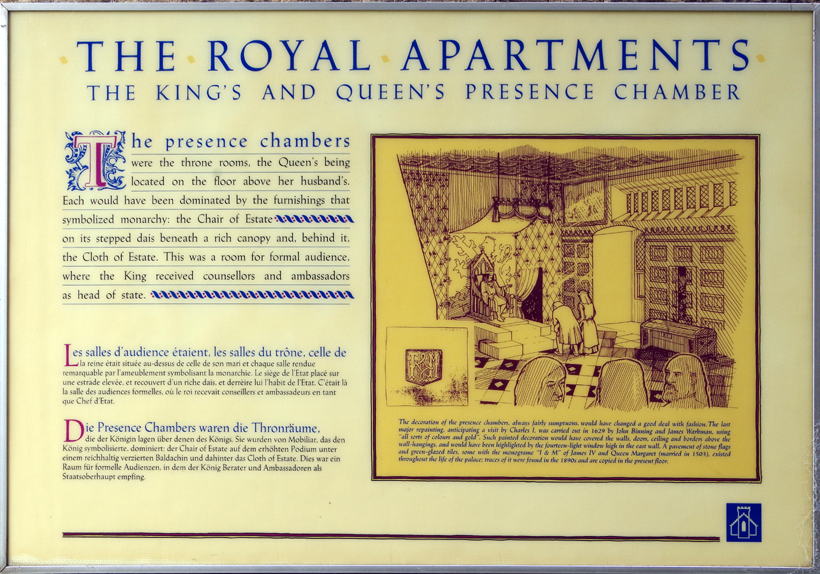 THE ROYAL APARTMENTS
THE KING'S AND QUEEN'S PRESENCE CHAMBER
The presence chambers
were the throne rooms, the Queen's being
located on the floor above her husband's.
Each would have been dominated by the furnishings that
symbolized monarchy: the Chair of Estate
on its stepped dais beneath a rich canopy and, behind it,
the Cloth of Estate. This was a room for formal audience,
where the King received counsellors and ambassadors
as head of state.
Les salles d'audience étaient, les salles du trône, celle de
la reine était située au-dessus de celle de son mari et chaque salle rendue
remarquable par l'ameublement symbolisant la monarchie. Le siège de l'Etat placé sur
une estrade elevée, et recouvert d'un riche dais, et derrèire lui l'habit de l'Etat. C'était là
la salle des audiences formelles, où le roi recevait conseillers et ambassadeurs en tant
que Chef d'Etat.
Die Presence Chambers waren die Thronräume,
die der Königin lagen über denen des Königs. Sie wurden von Mobiliar, das den
König symbolisierte, dominiert: der Chair of Estate auf dem erhöhten Podium unter
einem reichhaltig verzierten Baldachin und dahinter das Cloth of Estate. Dies war ein
Raum für formelle Audienzen, in dem der König Berater und Ambassadoren als
Staatsoberhaupt empfing.
The decoration of the presence chambers, always fairly sumptuous, would have changed a good deal with fashion. The last
major repainting, anticipating a visit by Charles I, was carried out in 1629 by John Binning and James Warkman, using
"all sorts of colours and gold". Such painted decoration would have covered the walls, doors, ceiling and borders above the
wall-hangings, and would have been highlighted by the fourteen-light window high in the east wall. A pavement of stone flags
and green-glazed tiles, some with the monograms "I & M" of James IV and Queen Margaret (married in 1503), existed
throughout the life of the palace; traces of it were found in the 1890s and are copied in the present floor.